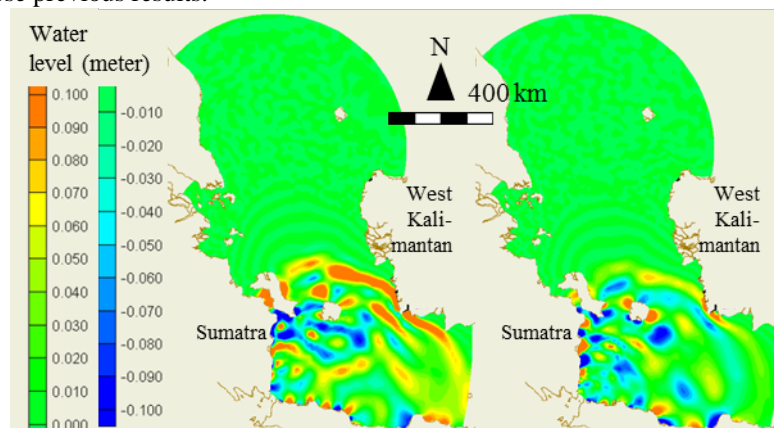 Water
level (meter)
0.100
0.090
0.080
0.070
0.060
0.050
0.040
0.030
0.020
0.010
0.000
-0.010
-0.020
-0.030
-0.040
-0.050
-0.060
-0.070
-0.080
-0.090
-0.100
N
400 km
West
Kali-
mantan
Sumatra
West
Kali-
mantan
Sumatra